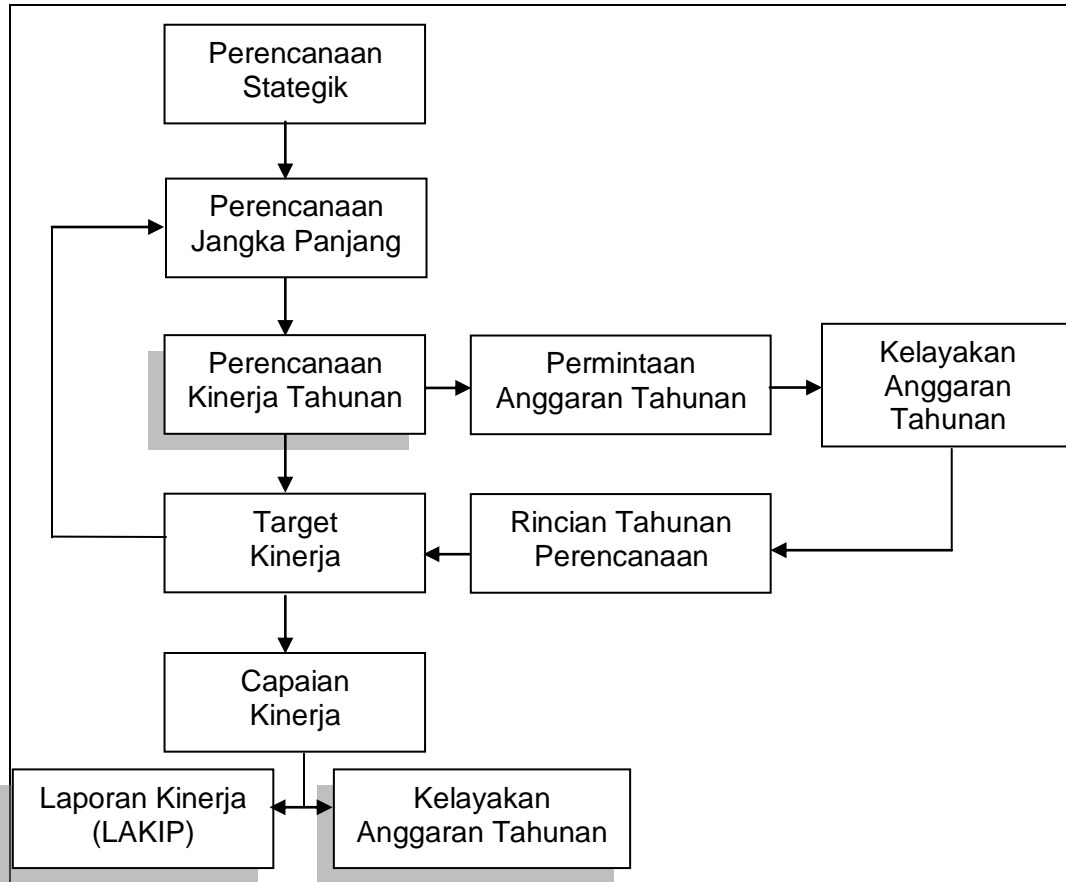 Perencanaan
Stategik
Perencanaan
Jangka Panjang
Perencanaan
Kinerja Tahunan
Permintaan
Anggaran Tahunan
Kelayakan
Anggaran
Tahunan
Target
Kinerja
Rincian Tahunan
Perencanaan
Capaian
Kinerja
Laporan Kinerja
(LAKIP)
Kelayakan
Anggaran Tahunan